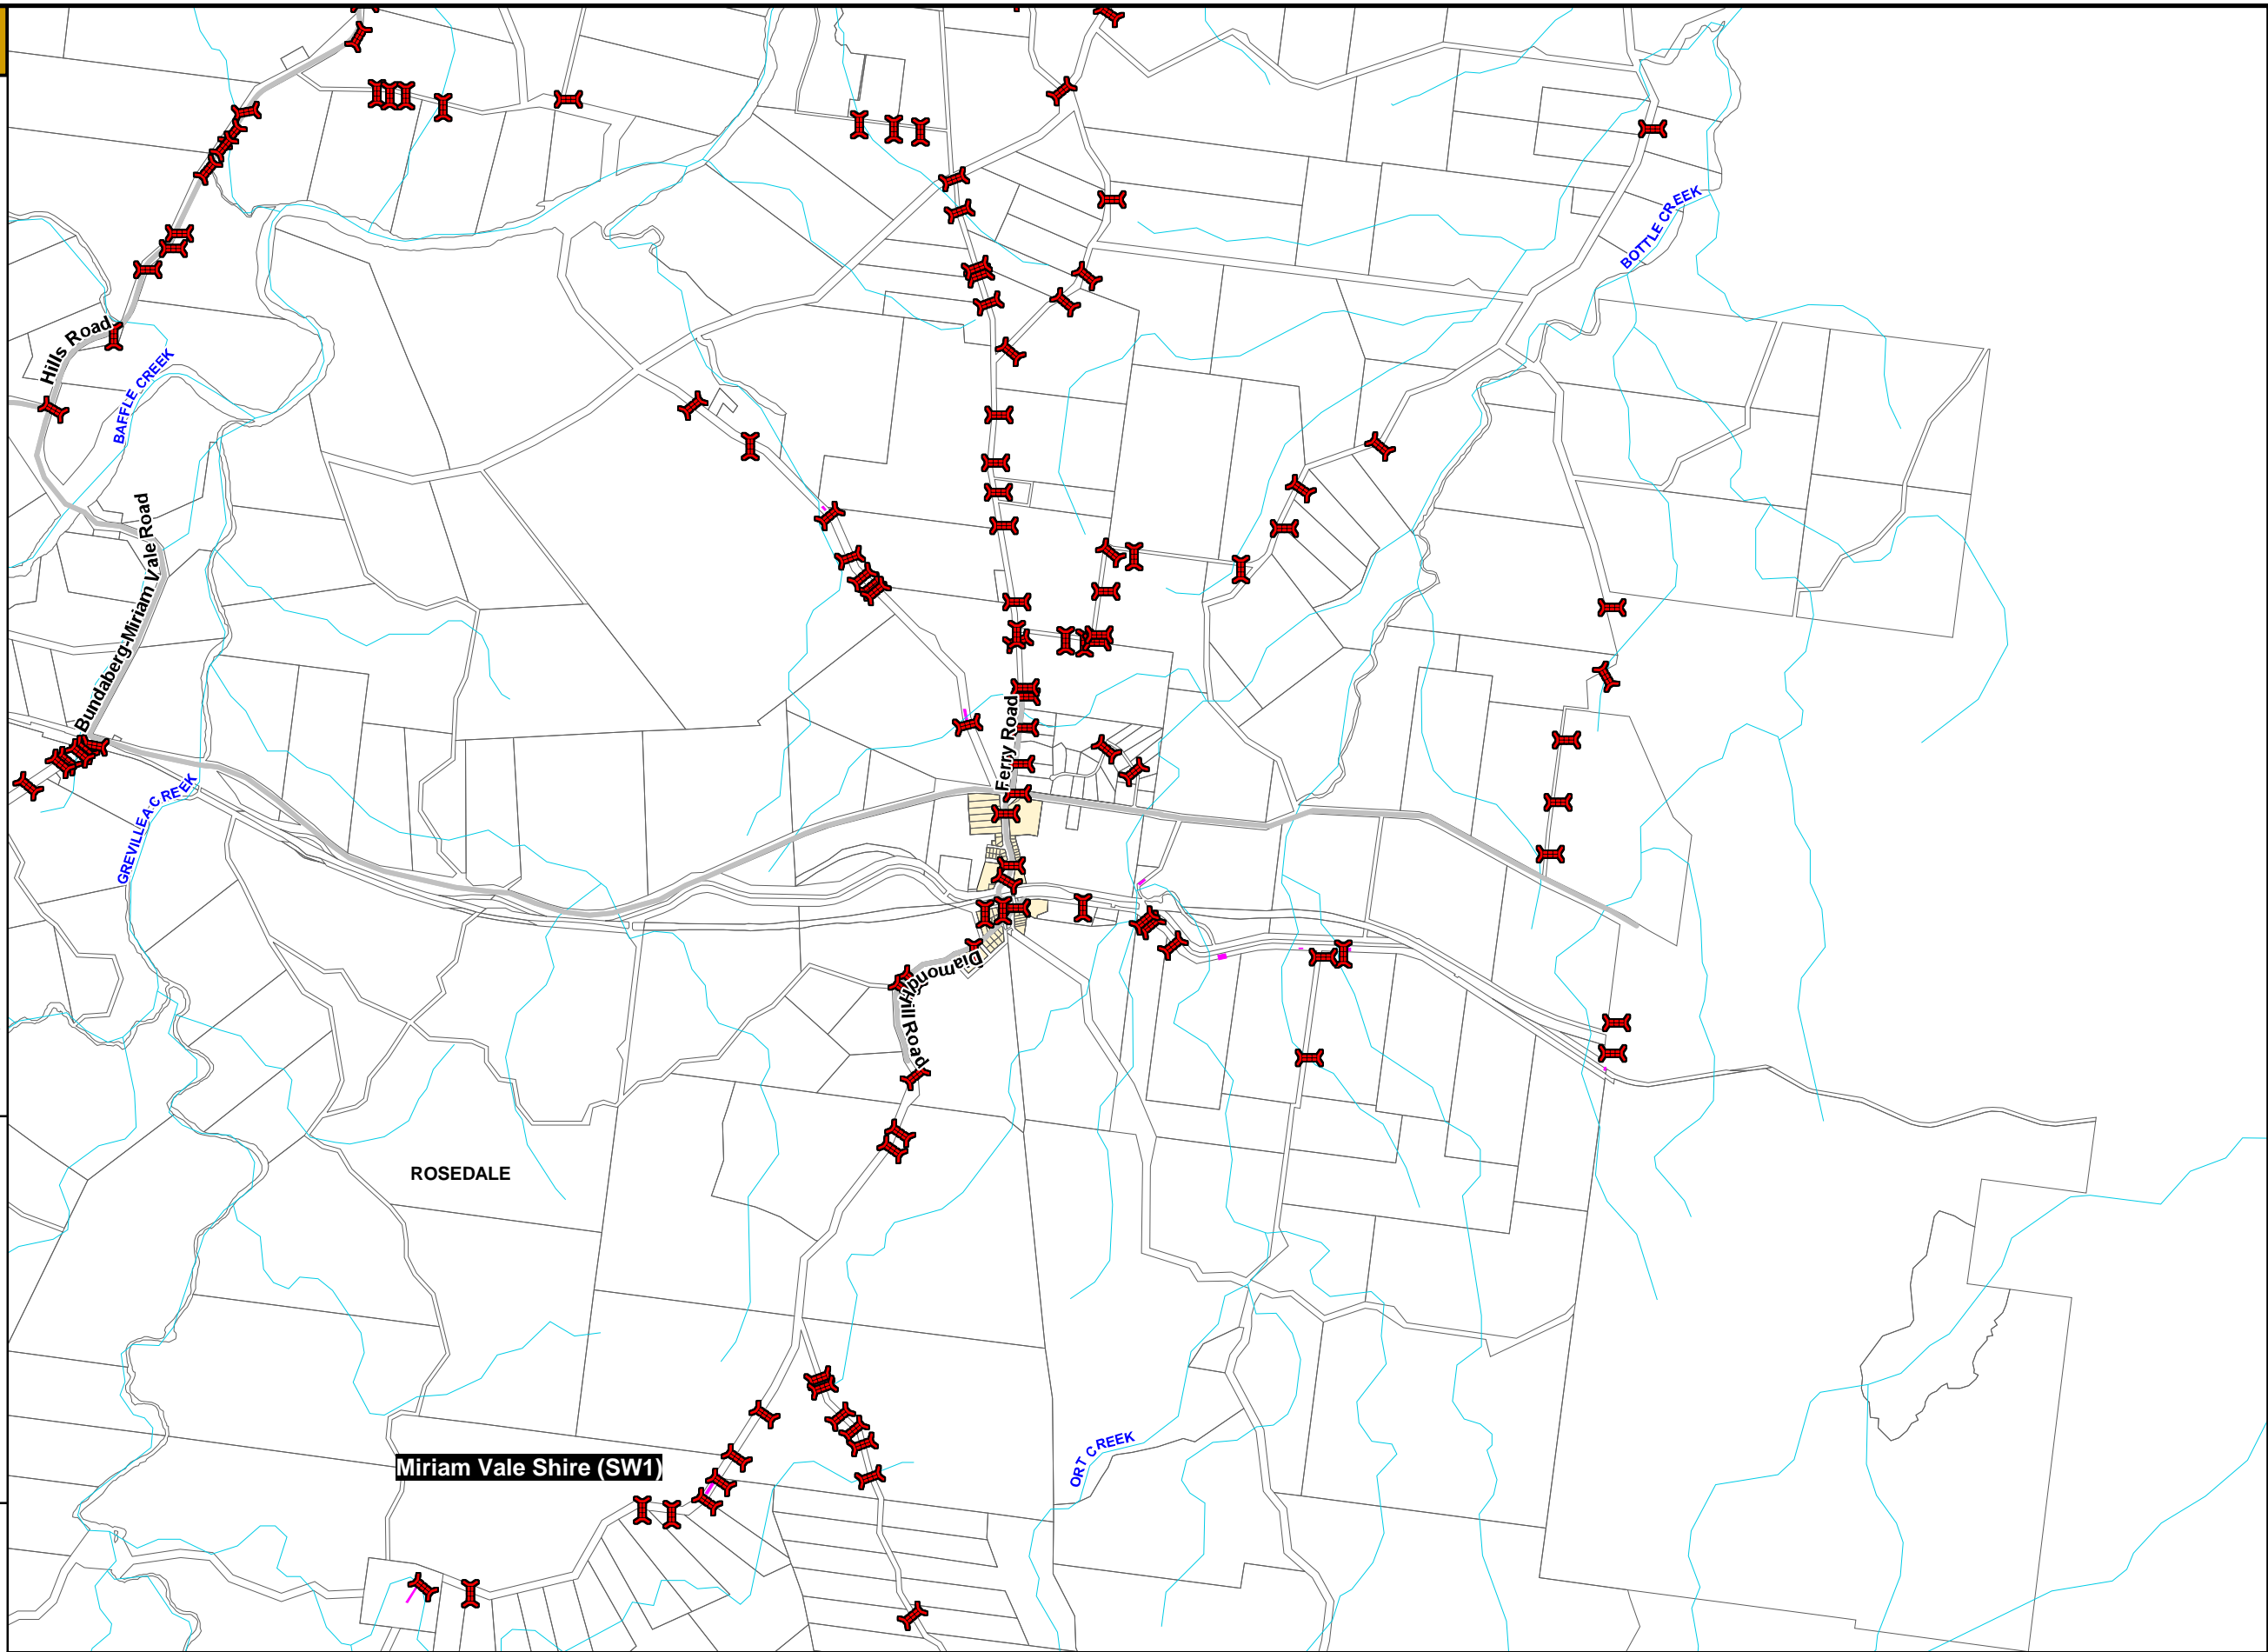 BOTTLE CREEK
Hills Road
BAFFLE CREEK
Bundaberg-Miriam Vale Road
Ferry Road
GREVILLEA CREEK
Diamond
Hill Road
ROSEDALE
ORT CREEK
Miriam Vale Shire (SW1)